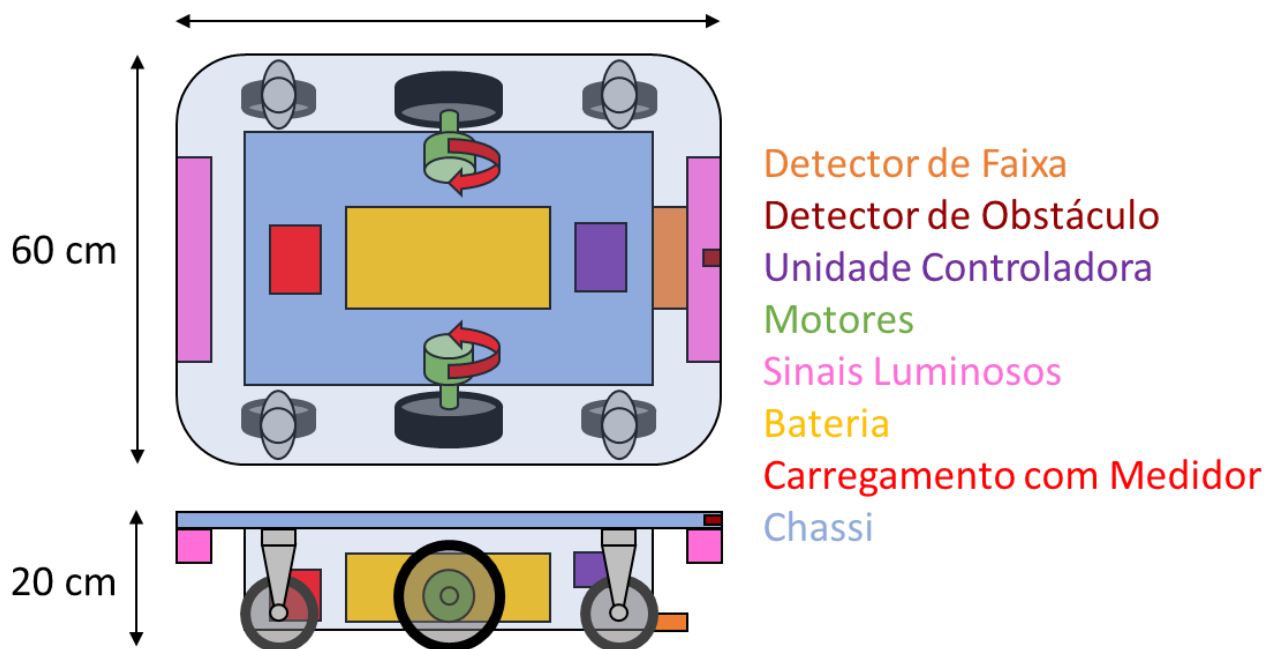 60 cm
Detector de Faixa
Detector de Obstáculo
Unidade Controladora
Motores
Sinais Luminosos
Bateria
Carregamento com Medidor
Chassi
20 cm